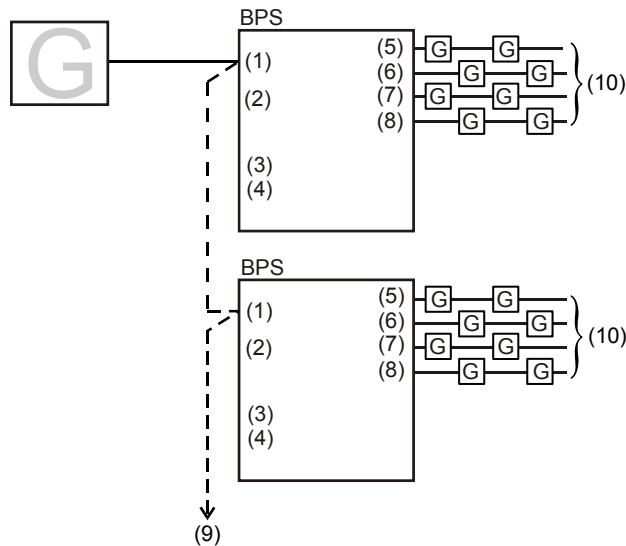 BPS
G
(1)
(2)
(3)
(4)
(5) G G
(6) G G
(7) G G
(8) G G
(10)
BPS
(1)
(2)
(3)
(4)
(5) G G
(6) G G
(7) G G
(8) G G
(10)
(9)